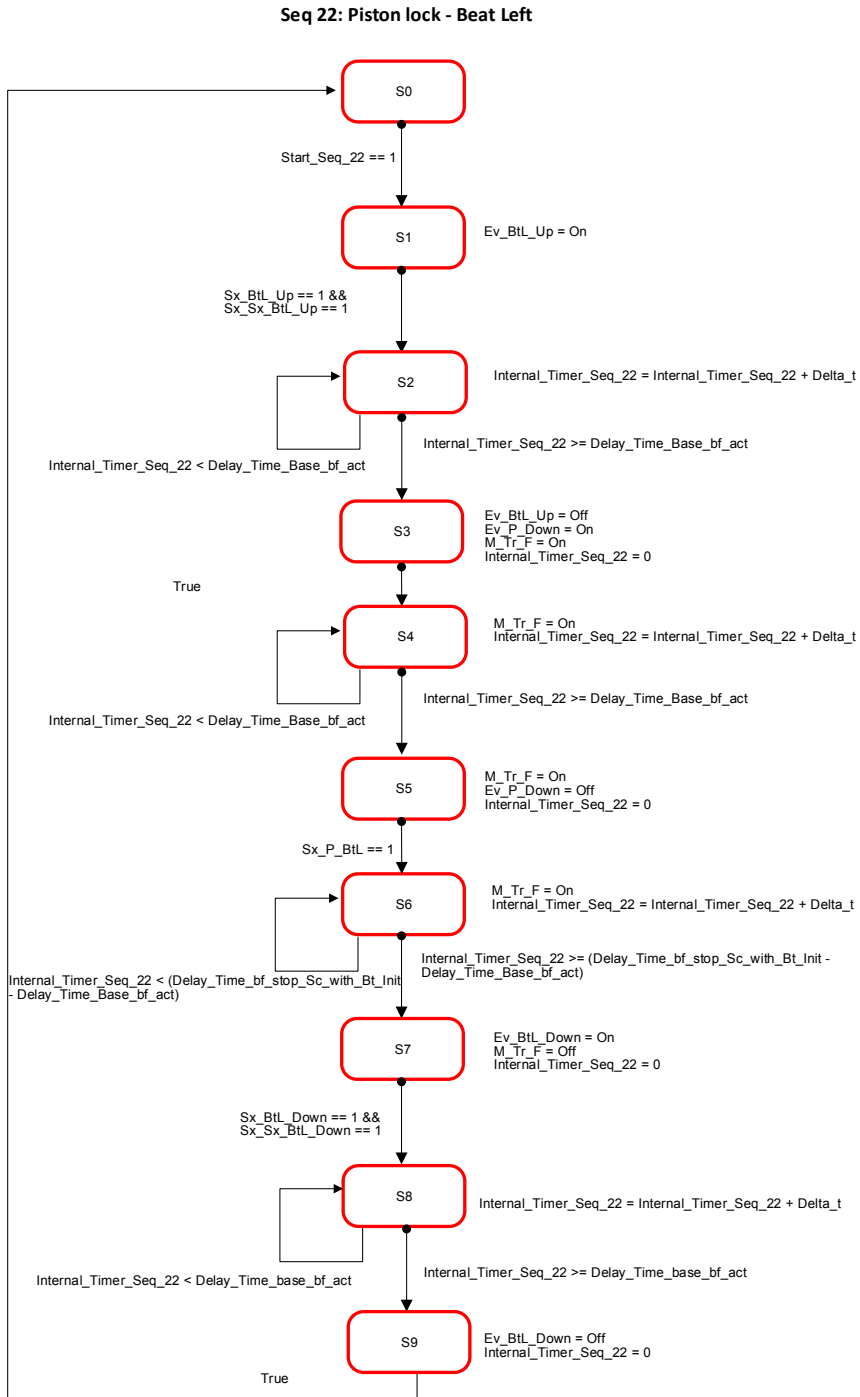 Seq 22: Piston lock - Beat Left
S0
Start_Seq_22 == 1
S1
Ev_BtL_Up = On
Sx_BtL_Up == 1 &&
Sx_Sx_BtL_Up == 1
S2
Internal_Timer_Seq_22 = Internal_Timer_Seq_22 + Delta_t
Internal_Timer_Seq_22 < Delay_Time_Base_bf_act
Internal_Timer_Seq_22 >= Delay_Time_Base_bf_act
S3
Ev_BtL_Up = Off
Ev_P_Down = On
M_Tr_F = On
Internal_Timer_Seq_22 = 0
True
S4
M_Tr_F = On
Internal_Timer_Seq_22 = Internal_Timer_Seq_22 + Delta_t
Internal_Timer_Seq_22 < Delay_Time_Base_bf_act
Internal_Timer_Seq_22 >= Delay_Time_Base_bf_act
S5
M_Tr_F = On
Ev_P_Down = Off
Internal_Timer_Seq_22 = 0
Sx_P_BtL == 1
S6
M_Tr_F = On
Internal_Timer_Seq_22 = Internal_Timer_Seq_22 + Delta_t
Internal_Timer_Seq_22 < (Delay_Time_bf_stop_Sc_with_Bt_Init
- Delay_Time_Base_bf_act)
Internal_Timer_Seq_22 >= (Delay_Time_bf_stop_Sc_with_Bt_Init -
Delay_Time_Base_bf_act)
S7
Ev_BtL_Down = On
M_Tr_F = Off
Internal_Timer_Seq_22 = 0
Sx_BtL_Down == 1 &&
Sx_Sx_BtL_Down == 1
S8
Internal_Timer_Seq_22 = Internal_Timer_Seq_22 + Delta_t
Internal_Timer_Seq_22 < Delay_Time_base_bf_act
Internal_Timer_Seq_22 >= Delay_Time_base_bf_act
S9
Ev_BtL_Down = Off
Internal_Timer_Seq_22 = 0
True